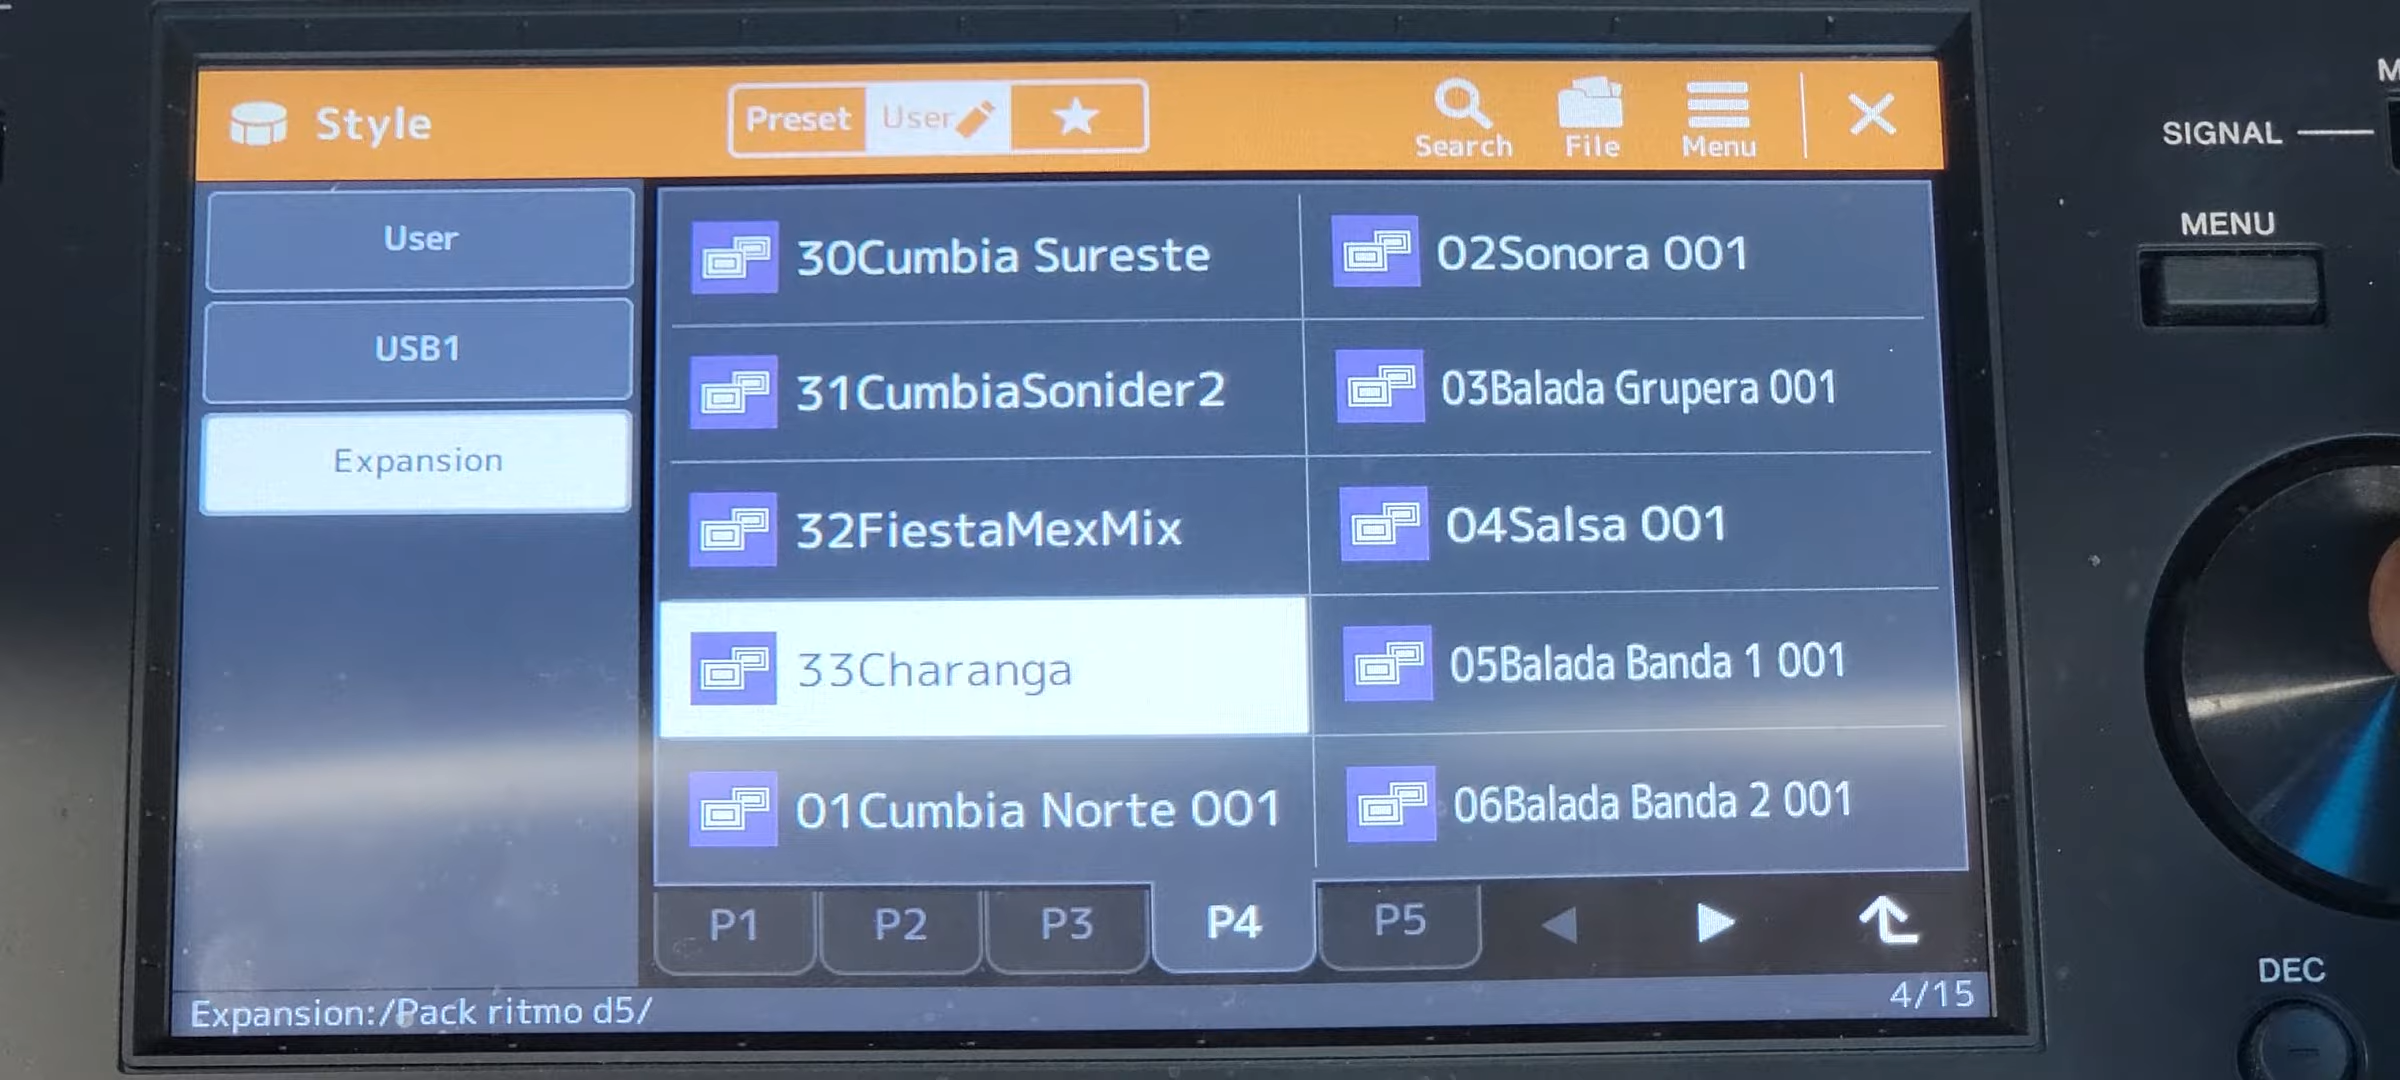 Style
Preset User
Search File Menu
User
USB1
Expansion
30Cumbia Sureste
31CumbiaSonider2
32FiestaMexMix
33Charanga
01Cumbia Norte 001
02Sonora 001
03Balada Grupera 001
04Salsa 001
05Balada Banda 1 001
06Balada Banda 2 001
P1 P2 P3 P4 P5
Expansion:/Pack ritmo d5/
4/15
SIGNAL
MENU
DEC